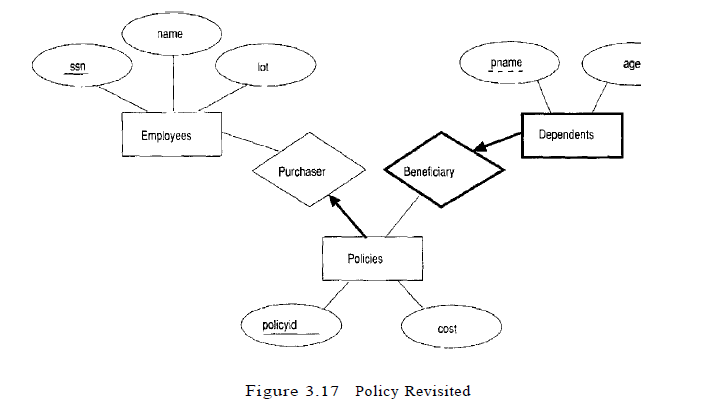 name
ssn
lot
pname
age
Employees
Dependents
Purchaser
Beneficiary
Policies
policyid
cost
Figure 3.17 Policy Revisited